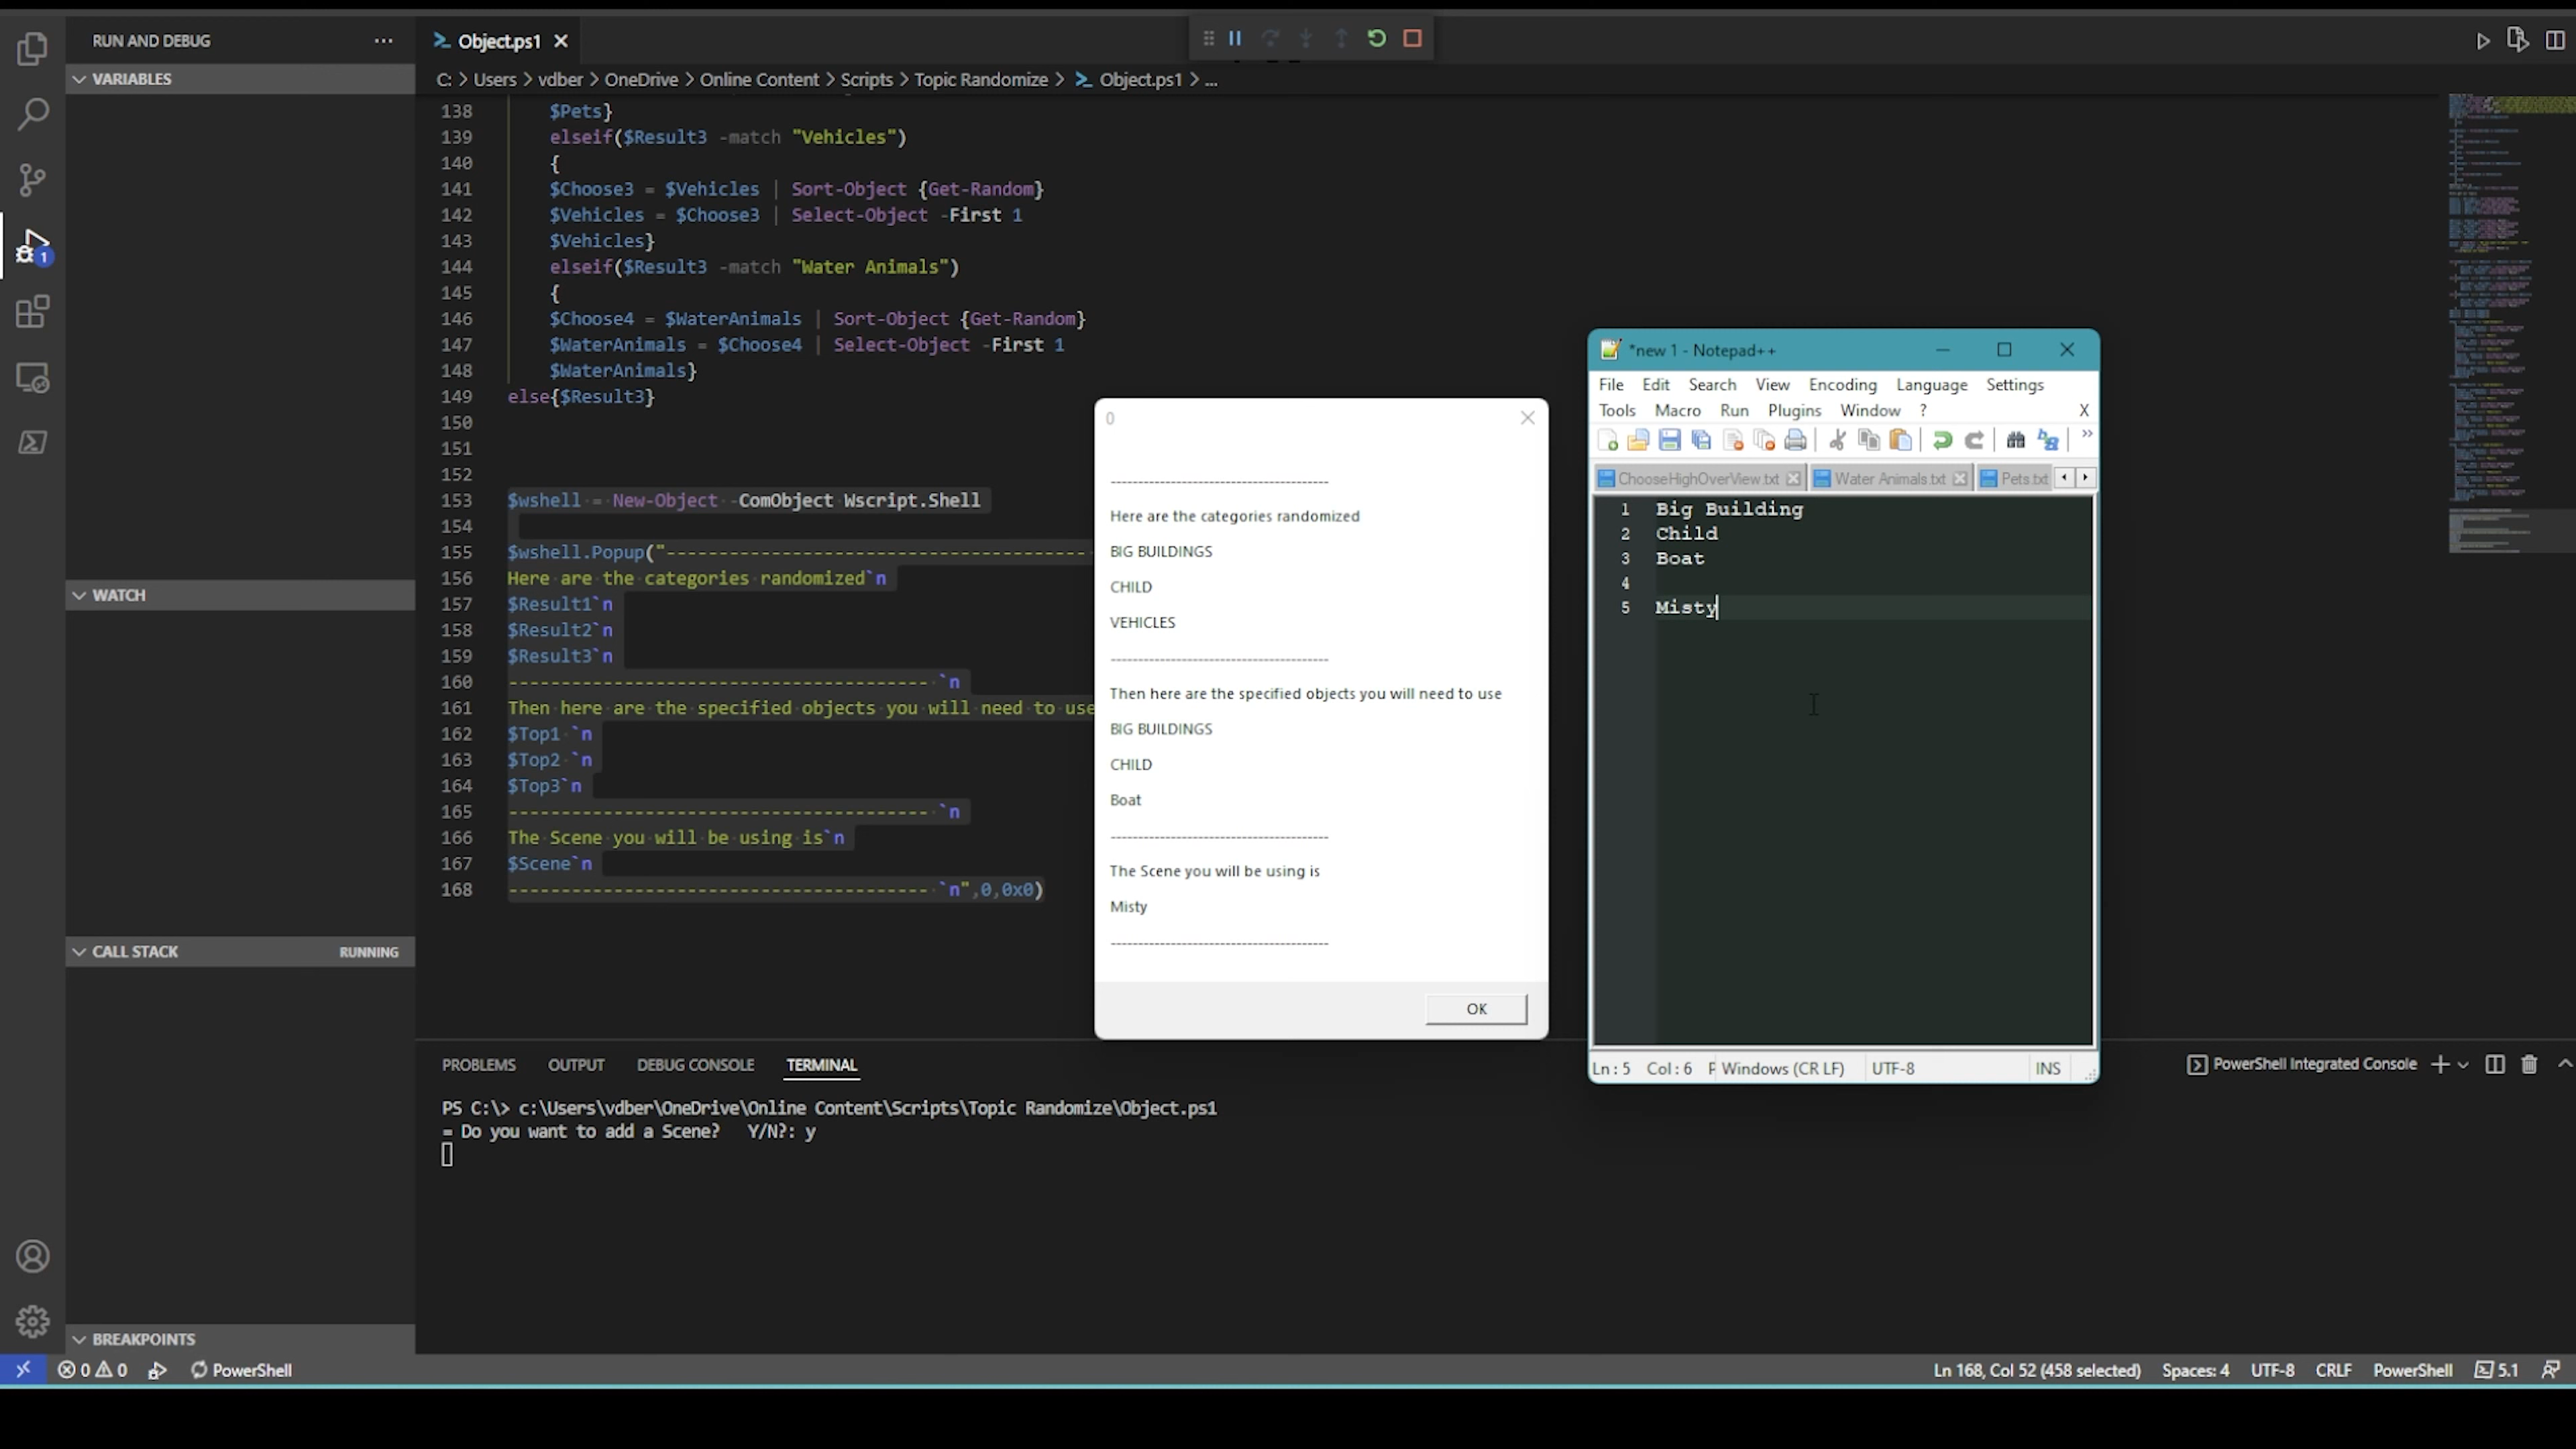 RUN AND DEBUG
VARIABLES
WATCH
CALL STACK
RUNNING
BREAKPOINTS
1
Object.ps1
C: > Users > vdber > OneDrive > Online Content > Scripts > Topic Randomize > Object.ps1 > ...
138 $Pets}
139 elseif($Result3 -match "Vehicles")
140 {
141 $Choose3 = $Vehicles | Sort-Object {Get-Random}
142 $Vehicles = $Choose3 | Select-Object -First 1
143 $Vehicles}
144 elseif($Result3 -match "Water Animals")
145 {
146 $Choose4 = $WaterAnimals | Sort-Object {Get-Random}
147 $WaterAnimals = $Choose4 | Select-Object -First 1
148 $WaterAnimals}
149 else{$Result3}
150
151
152
153 $wshell = New-Object -ComObject Wscript.Shell
154
155 $wshell.Popup("----------------------------------------
156 Here are the categories randomized`n
157 $Result1`n
158 $Result2`n
159 $Result3`n
160 ---------------------------------------- `n
161 Then here are the specified objects you will need to use
162 $Top1 `n
163 $Top2 `n
164 $Top3`n
165 ---------------------------------------- `n
166 The Scene you will be using is`n
167 $Scene`n
168 ---------------------------------------- `n",0,0x0)
0
----------------------------------------
Here are the categories randomized
BIG BUILDINGS
CHILD
VEHICLES
----------------------------------------
Then here are the specified objects you will need to use
BIG BUILDINGS
CHILD
Boat
----------------------------------------
The Scene you will be using is
Misty
----------------------------------------
OK
*new 1 - Notepad++
File Edit Search View Encoding Language Settings
Tools Macro Run Plugins Window ? X
ChooseHighOverView.txt Water Animals.txt Pets.txt
1 Big Building
2 Child
3 Boat
4
5 Misty
Ln : 5 Col : 6 Windows (CR LF) UTF-8 INS
PROBLEMS OUTPUT DEBUG CONSOLE TERMINAL
PowerShell Integrated Console
PS C:\> c:\Users\vdber\OneDrive\Online Content\Scripts\Topic Randomize\Object.ps1
= Do you want to add a Scene? Y/N?: y
0 0 PowerShell
Ln 168, Col 52 (458 selected) Spaces: 4 UTF-8 CRLF PowerShell 5.1